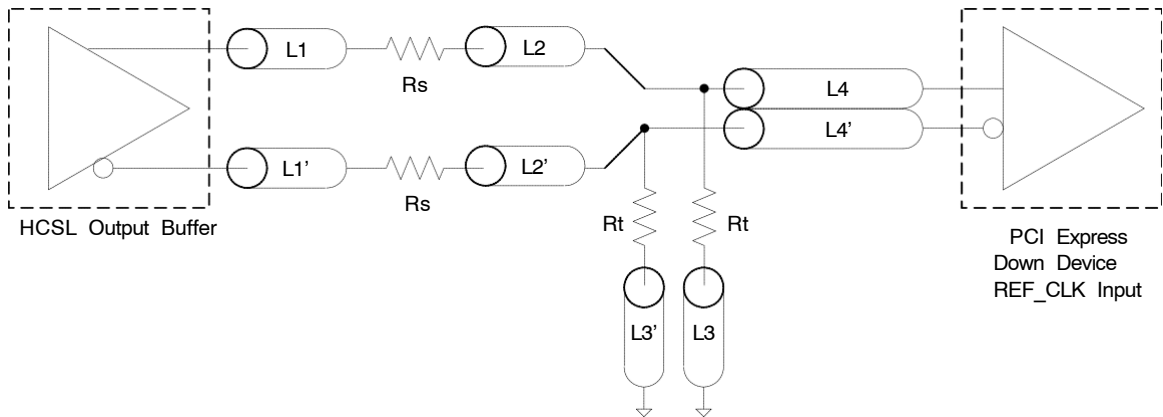 L1
Rs
L2
L4
L4'
L1'
Rs
L2'
HCSL Output Buffer
Rt
Rt
PCI Express
Down Device
REF_CLK Input
L3'
L3